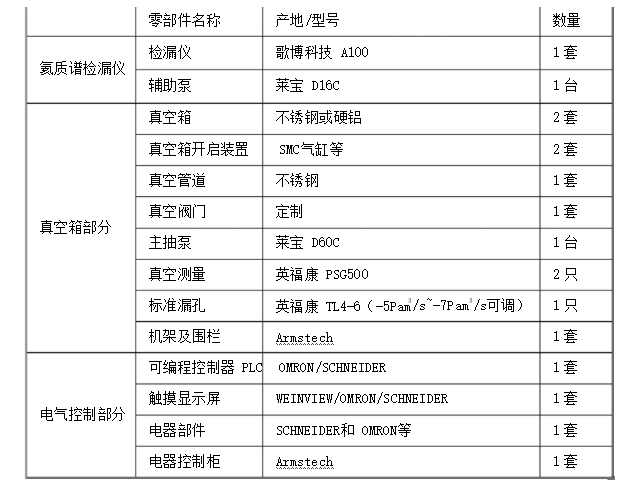 零部件名称 产地/型号 数量
氦质谱检漏仪
检漏仪 歌博科技 A100 1套
辅助泵 莱宝 D16C 1台
真空箱部分
真空箱 不锈钢或硬铝 2套
真空箱开启装置 SMC气缸等 2套
真空管道 不锈钢 1套
真空阀门 定制 1套
主抽泵 莱宝 D60C 1台
真空测量 英福康 PSG500 2只
标准漏孔 英福康 TL4-6（-5Pam³/s~-7Pam³/s可调） 1只
机架及围栏 Armstech 1套
电气控制部分
可编程控制器 PLC OMRON/SCHNEIDER 1套
触摸显示屏 WEINVIEW/OMRON/SCHNEIDER 1套
电器部件 SCHNEIDER和 OMRON等 1套
电器控制柜 Armstech 1套